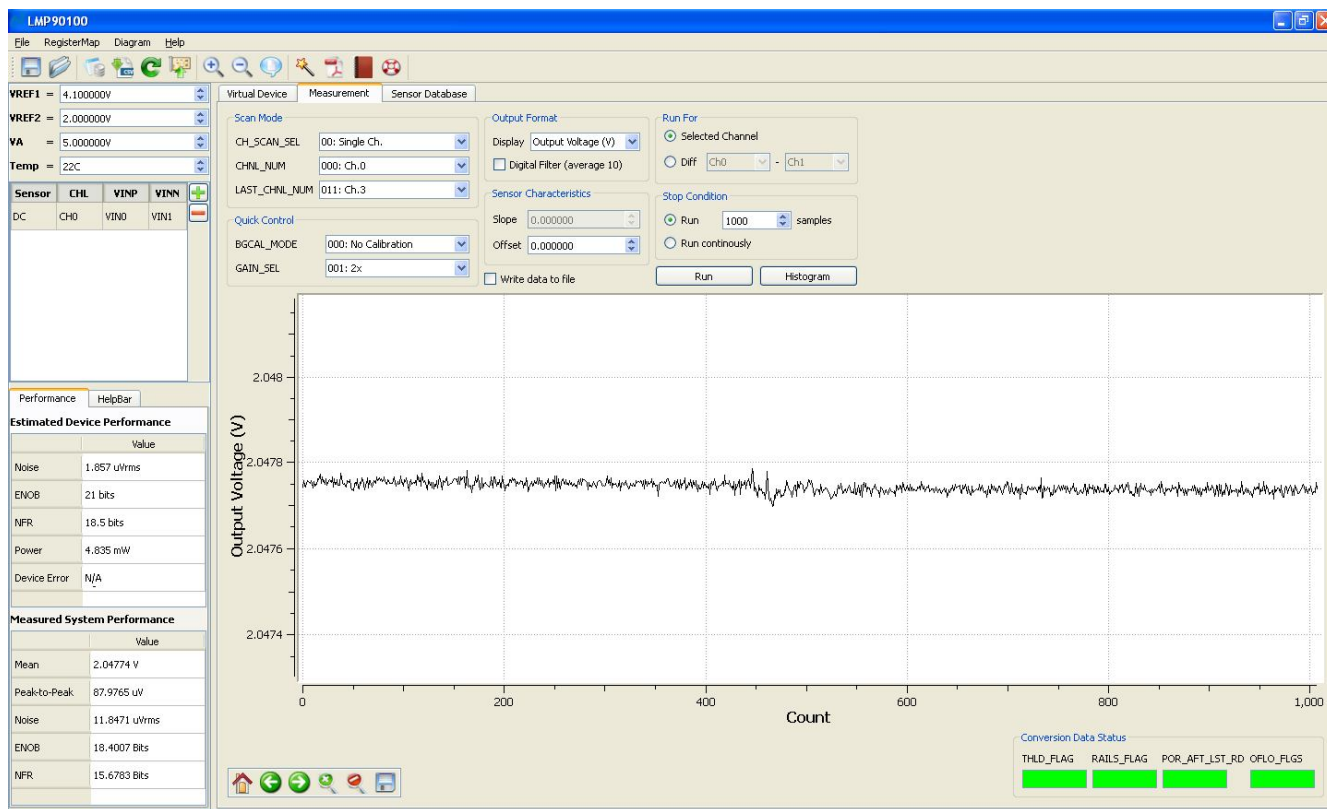 LMP90100
File RegisterMap Diagram Help
VREF1 = 4.100000V
VREF2 = 2.000000V
VA = 5.000000V
Temp = 22C
Sensor CHL VINP VINN
DC CH0 VIN0 VIN1
Virtual Device Measurement Sensor Database
Scan Mode
CH_SCAN_SEL 00: Single Ch.
CHNL_NUM 000: Ch.0
LAST_CHNL_NUM 011: Ch.3
Quick Control
BGCAL_MODE 000: No Calibration
GAIN_SEL 001: 2x
Output Format
Display Output Voltage (V)
Digital Filter (average 10)
Sensor Characteristics
Slope 0.000000
Offset 0.000000
Write data to file
Run For
Selected Channel
Diff Ch0 - Ch1
Stop Condition
Run 1000 samples
Run continously
Run Histogram
Performance HelpBar
Estimated Device Performance
Value
Noise 1.857 uVrms
ENOB 21 bits
NFR 18.5 bits
Power 4.835 mW
Device Error N/A
Measured System Performance
Value
Mean 2.04774 V
Peak-to-Peak 87.9765 uV
Noise 11.8471 uVrms
ENOB 18.4007 Bits
NFR 15.6783 Bits
Output Voltage (V)
2.048
2.0478
2.0476
2.0474
0 200 400 600 800 1,000
Count
Conversion Data Status
THLD_FLAG RAILS_FLAG POR_AFT_LST_RD OFLO_FLGS